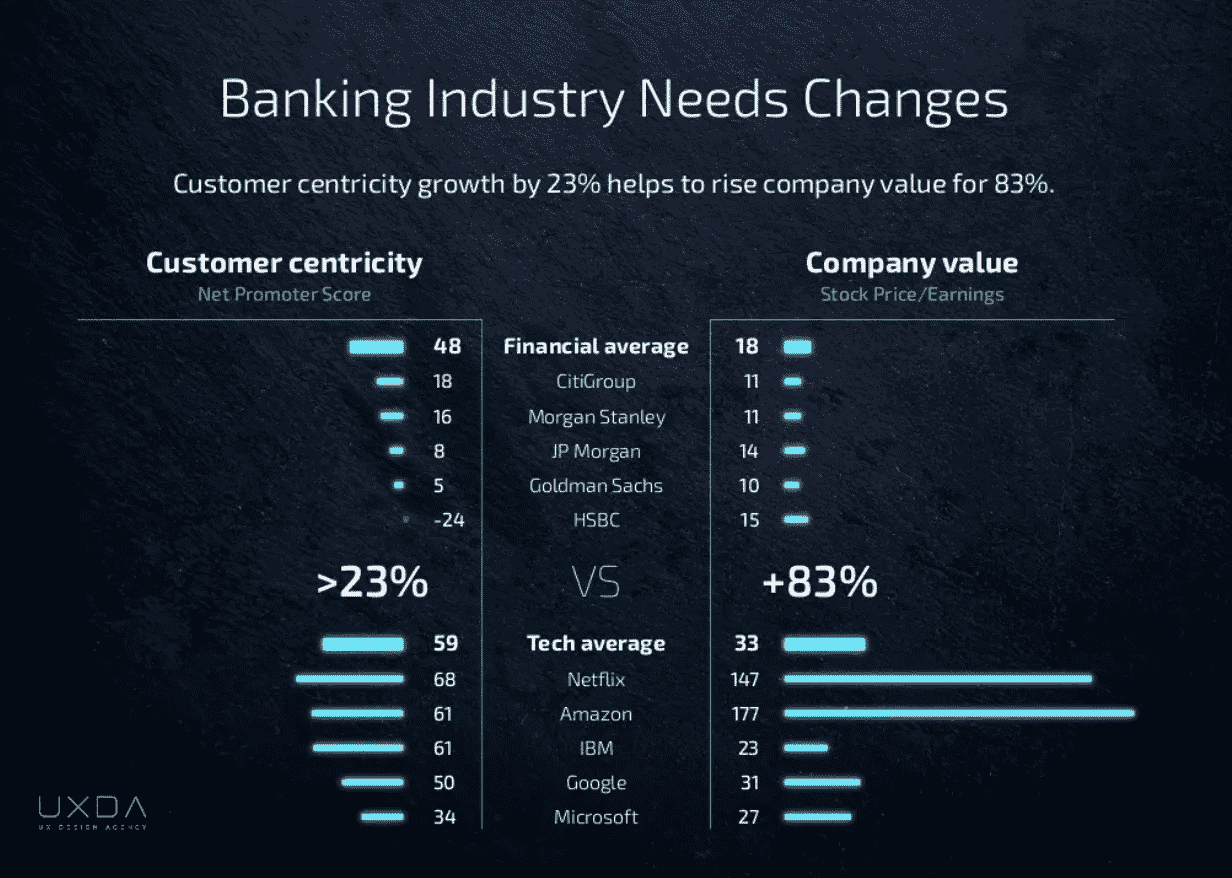 Banking Industry Needs Changes
Customer centricity growth by 23% helps to rise company value for 83%.
Customer centricity
Net Promoter Score
Company value
Stock Price/Earnings
48 Financial average 18
18 CitiGroup 11
16 Morgan Stanley 11
8 JP Morgan 14
5 Goldman Sachs 10
-24 HSBC 15
>23% VS +83%
59 Tech average 33
68 Netflix 147
61 Amazon 177
61 IBM 23
50 Google 31
34 Microsoft 27
UXDA
UX DESIGN AGENCY